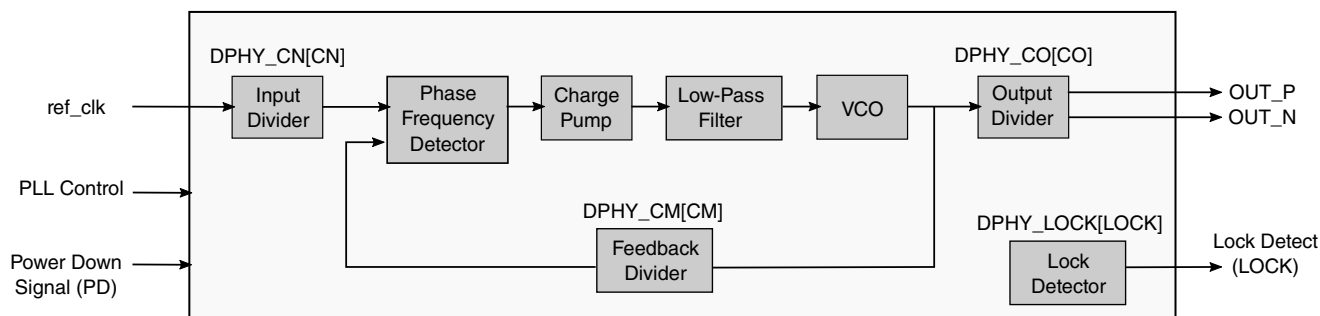 DPHY_CN[CN]
DPHY_CO[CO]
ref_clk
Input
Divider
Phase
Frequency
Detector
Charge
Pump
Low-Pass
Filter
VCO
Output
Divider
OUT_P
OUT_N
PLL Control
DPHY_CM[CM]
Feedback
Divider
DPHY_LOCK[LOCK]
Lock
Detector
Lock Detect
(LOCK)
Power Down
Signal (PD)